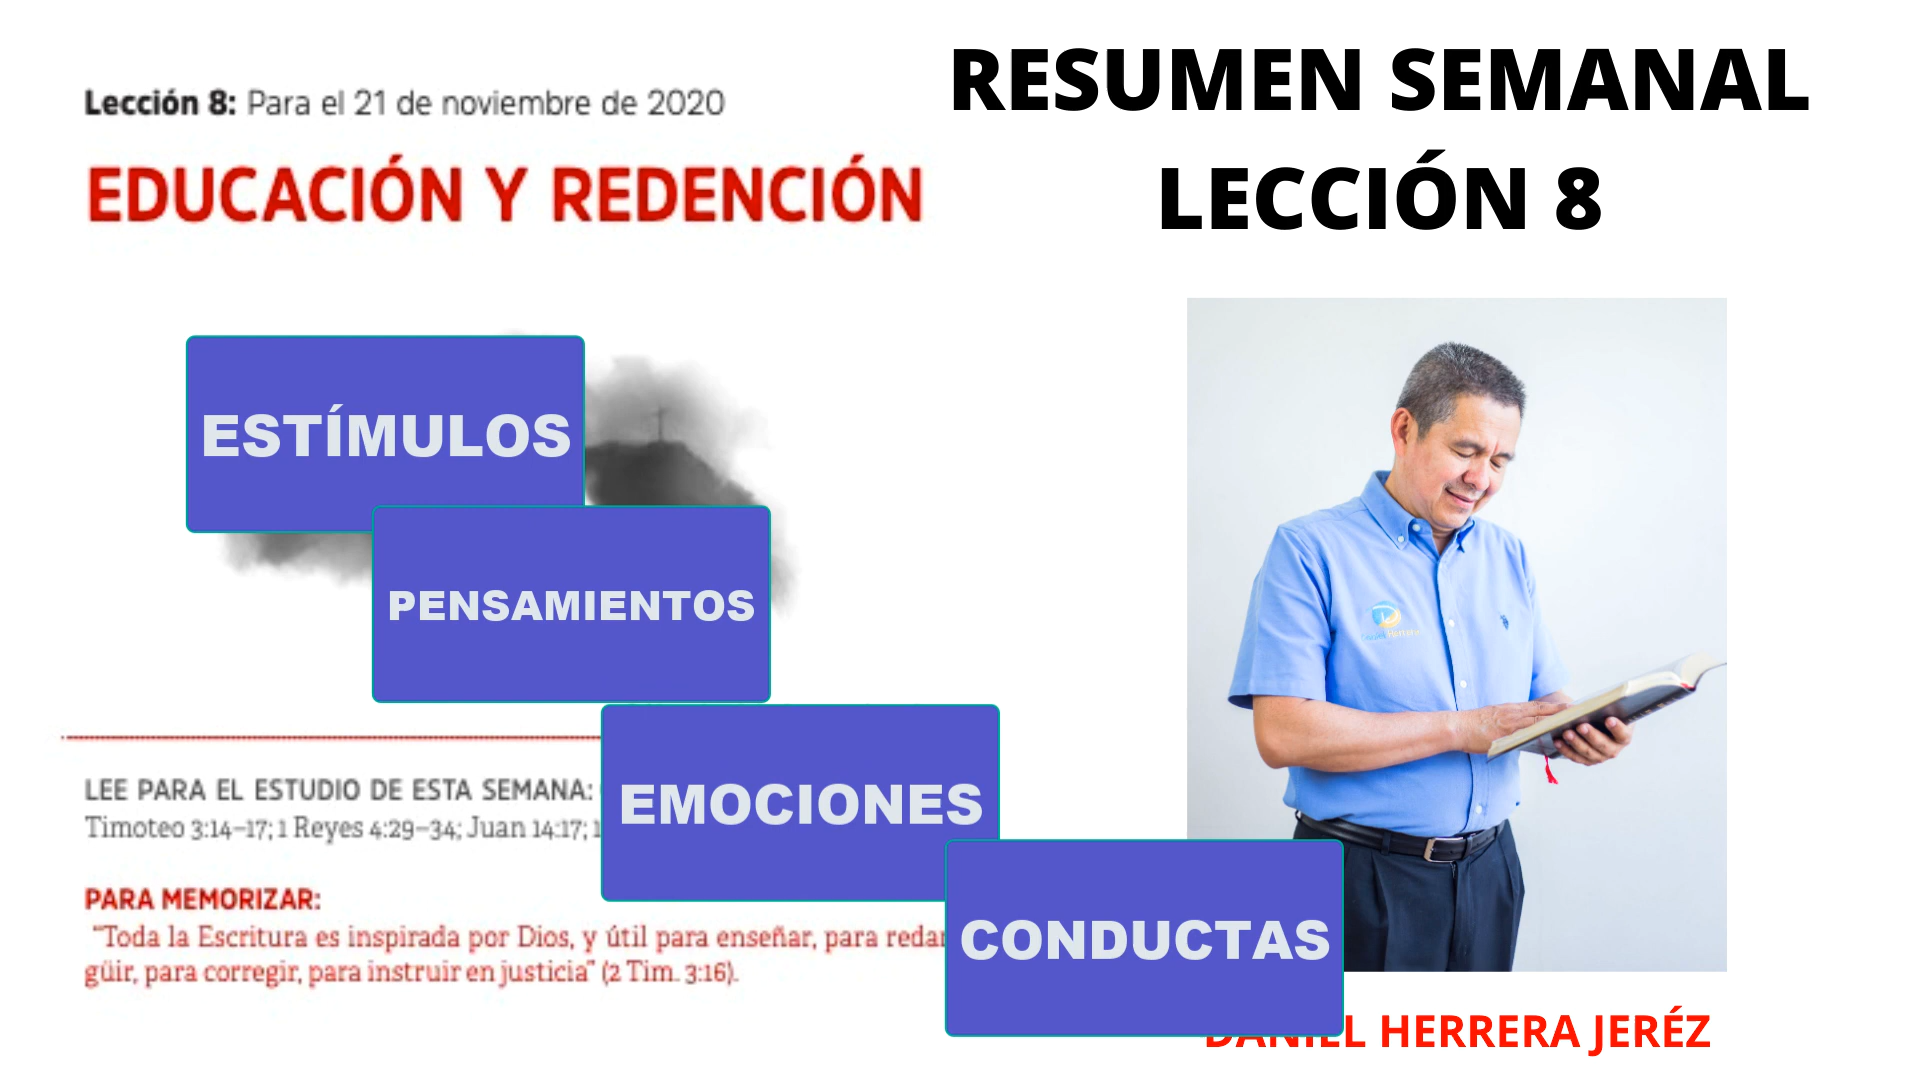 RESUMEN SEMANAL
LECCIÓN 8
Lección 8: Para el 21 de noviembre de 2020
EDUCACIÓN Y REDENCIÓN
ESTÍMULOS
PENSAMIENTOS
EMOCIONES
CONDUCTAS
LEE PARA EL ESTUDIO DE ESTA SEMANA:
Timoteo 3:14–17; 1 Reyes 4:29–34; Juan 14:17; 1
PARA MEMORIZAR:
"Toda la Escritura es inspirada por Dios, y útil para enseñar, para redar
güir, para corregir, para instruir en justicia" (2 Tim. 3:16).
DANIEL HERRERA JERÉZ